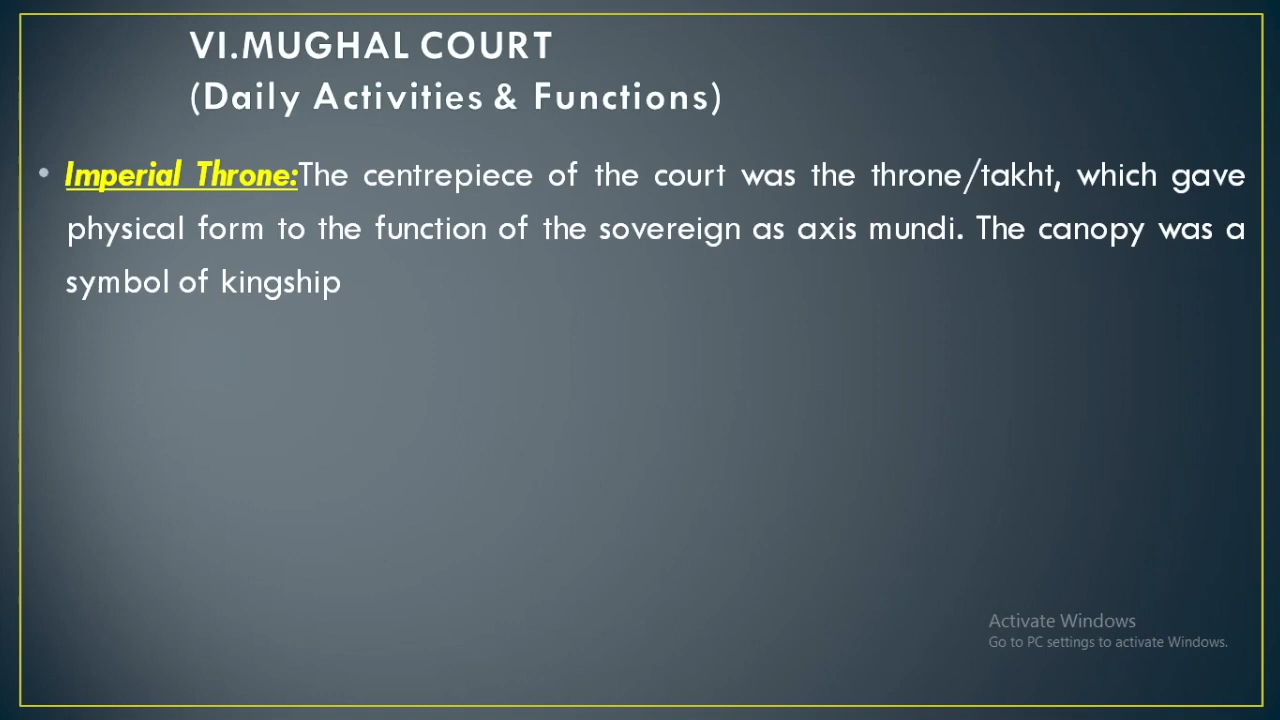 VI.MUGHAL COURT
(Daily Activities & Functions)
• Imperial Throne:The centrepiece of the court was the throne/takht, which gave
physical form to the function of the sovereign as axis mundi. The canopy was a
symbol of kingship
Activate Windows
Go to PC settings to activate Windows.